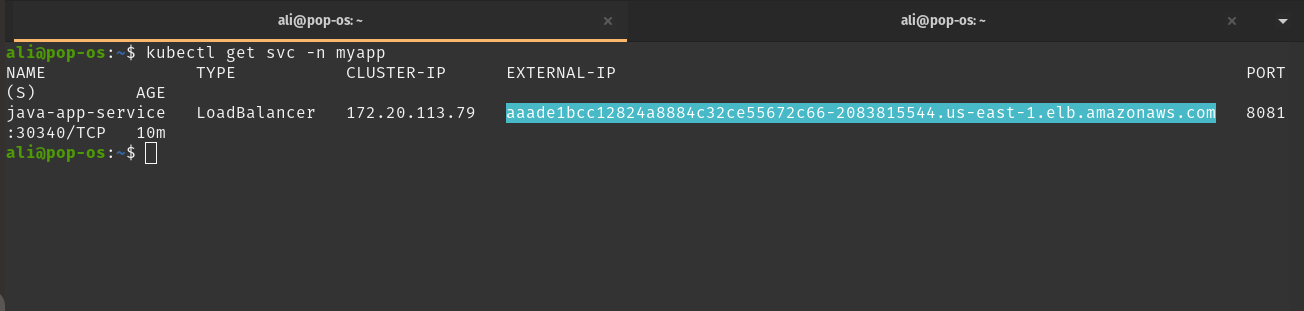 ali@pop-os: ~ × ali@pop-os: ~ ×
ali@pop-os:~$ kubectl get svc -n myapp
NAME TYPE CLUSTER-IP EXTERNAL-IP PORT
(S) AGE
java-app-service LoadBalancer 172.20.113.79 aaade1bcc12824a8884c32ce55672c66-2083815544.us-east-1.elb.amazonaws.com 8081
:30340/TCP 10m
ali@pop-os:~$